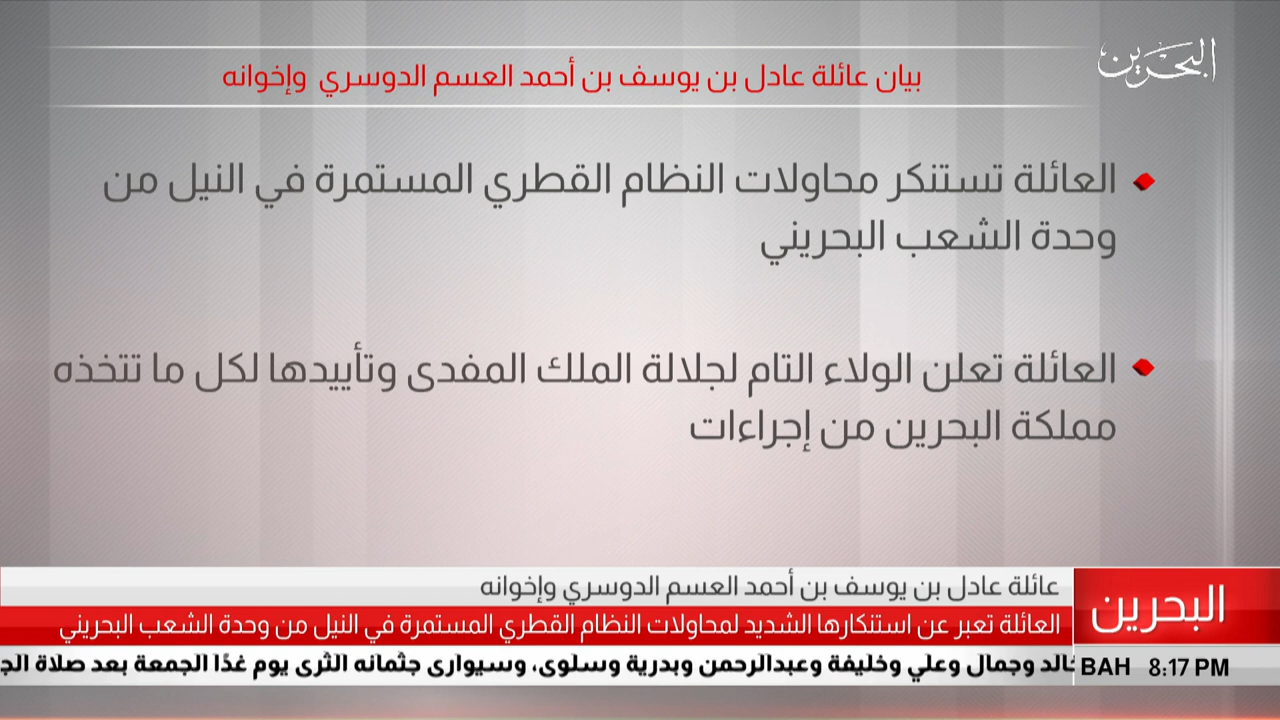 البحرين
بيان عائلة عادل بن يوسف بن أحمد العسم الدوسري وإخوانه
العائلة تستنكر محاولات النظام القطري المستمرة في النيل من
وحدة الشعب البحريني
العائلة تعلن الولاء التام لجلالة الملك المفدى وتأييدها لكل ما تتخذه
مملكة البحرين من إجراءات
البحرين
عائلة عادل بن يوسف بن أحمد العسم الدوسري وإخوانه
العائلة تعبر عن استنكارها الشديد لمحاولات النظام القطري المستمرة في النيل من وحدة الشعب البحريني
BAH 8:17 PM
وجمال وعلي وخليفة وعبدالرحمن وبدرية وسلوى، وسيوارى جثمانه الثرى يوم غدًا الجمعة بعد صلاة